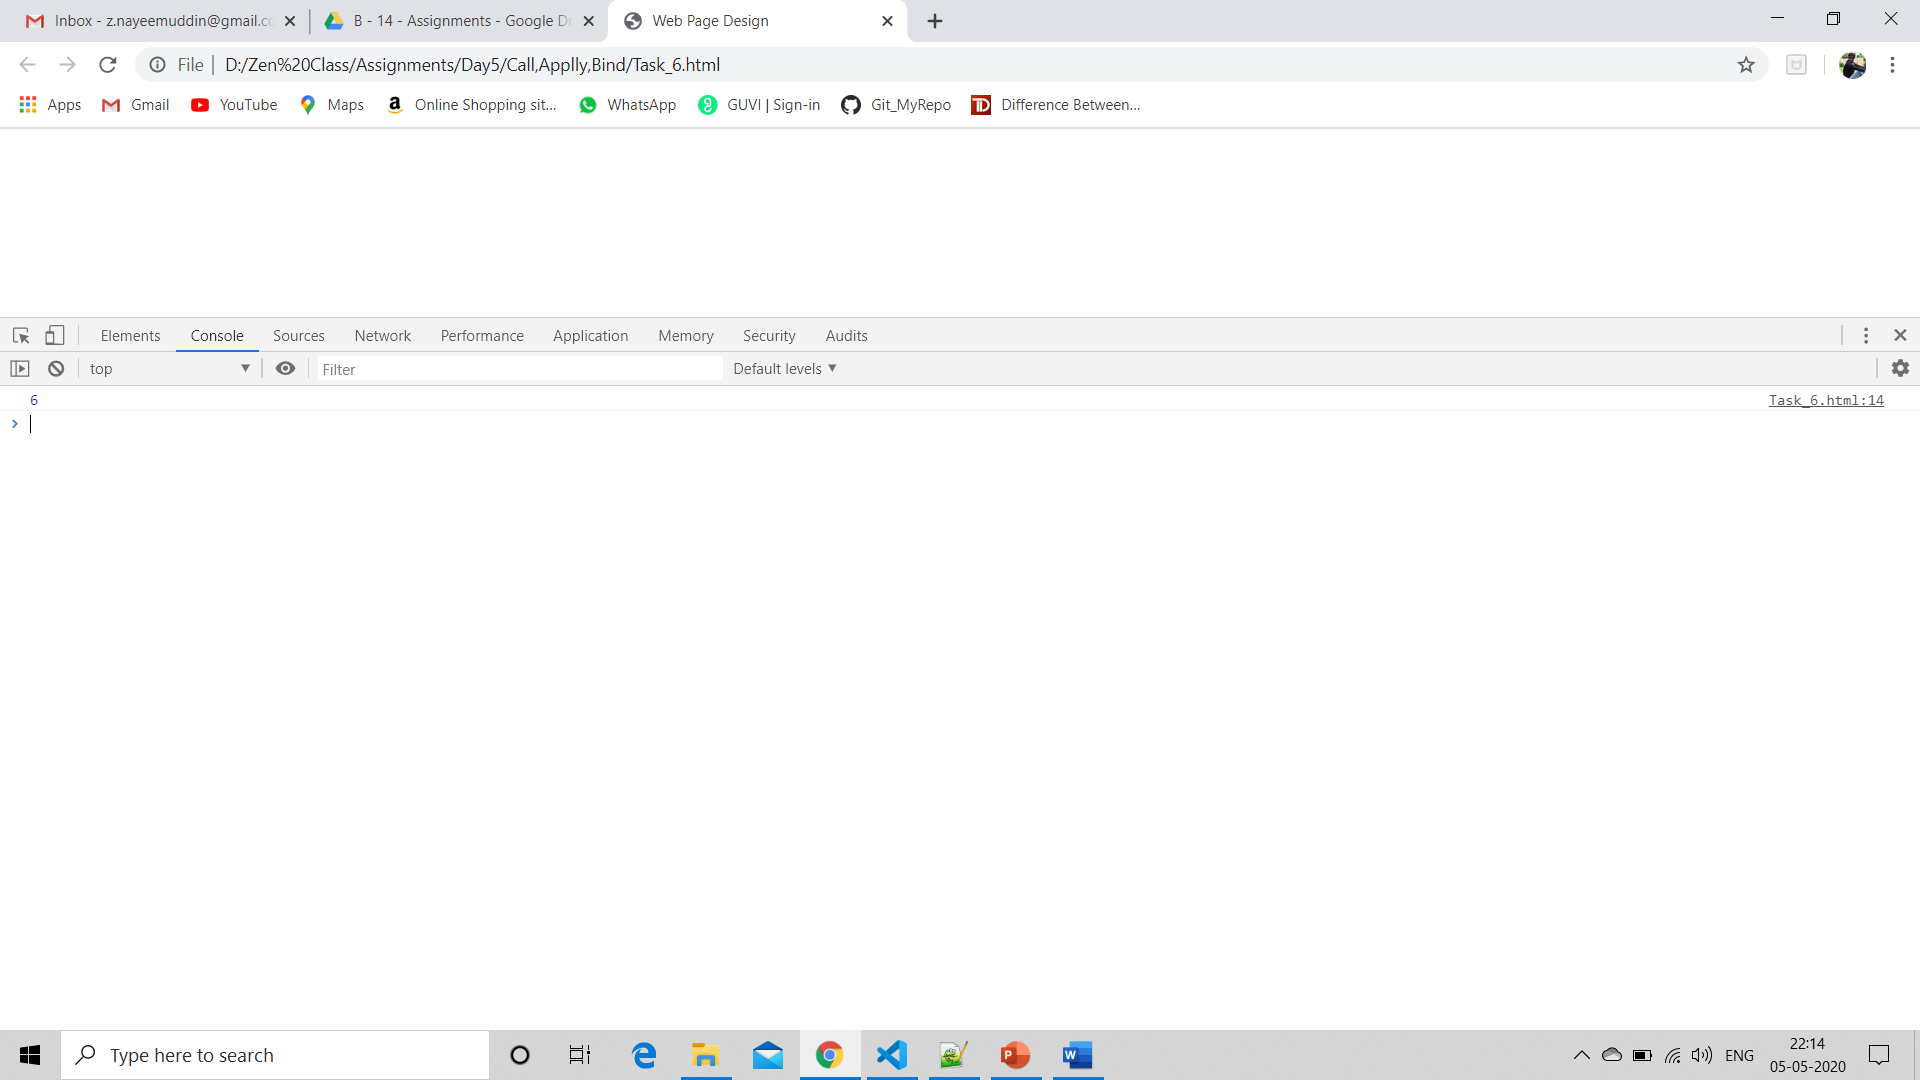 Inbox - z.nayeemuddin@gmail.co
B - 14 - Assignments - Google Dr
Web Page Design
File | D:/Zen%20Class/Assignments/Day5/Call,Applly,Bind/Task_6.html
Apps Gmail YouTube Maps Online Shopping sit... WhatsApp GUVI | Sign-in Git_MyRepo Difference Between...
Elements Console Sources Network Performance Application Memory Security Audits
top Filter Default levels
6 Task_6.html:14
Type here to search
ENG
22:14
05-05-2020